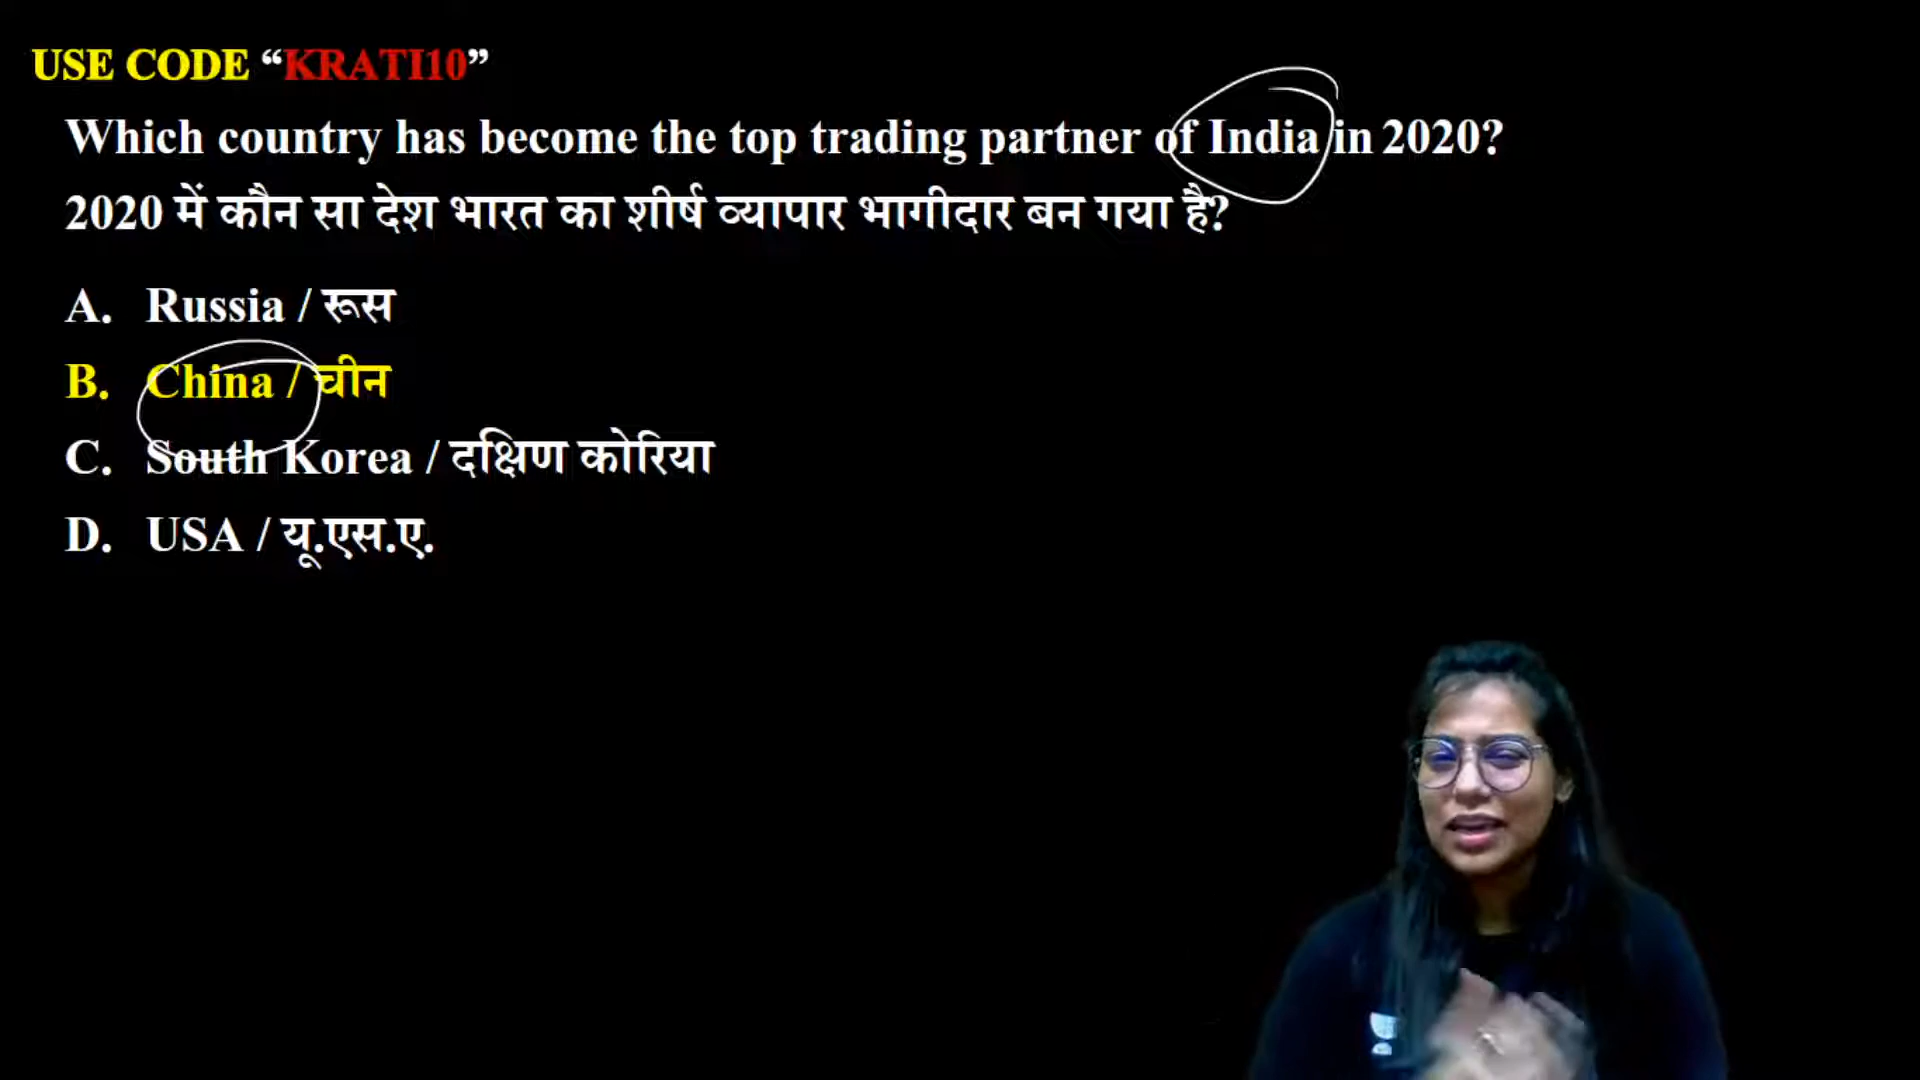 USE CODE “KRATI10”
Which country has become the top trading partner of India in 2020?
2020 में कौन सा देश भारत का शीर्ष व्यापार भागीदार बन गया है?
A. Russia / रूस
B. China / चीन
C. South Korea / दक्षिण कोरिया
D. USA / यू.एस.ए.